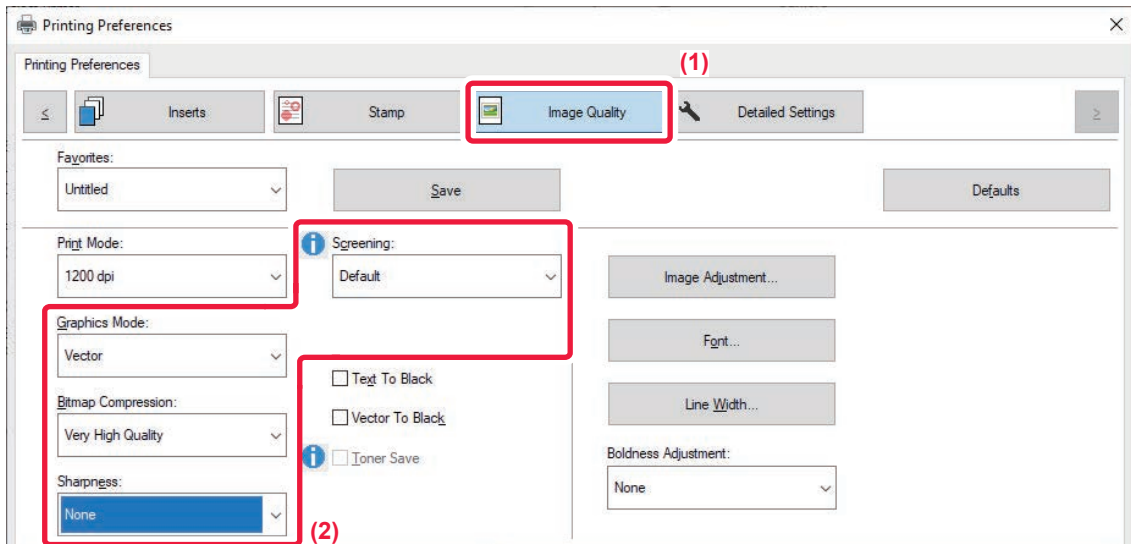 Printing Preferences
Printing Preferences
(1)
≤ Inserts Stamp Image Quality Detailed Settings ≥
Favorites:
Untitled
Save
Defaults
Print Mode:
1200 dpi
Screening:
Default
Image Adjustment...
Graphics Mode:
Vector
Font...
Text To Black
Bitmap Compression:
Very High Quality
Vector To Black
Line Width...
Toner Save
Sharpness:
None
Boldness Adjustment:
None
(2)